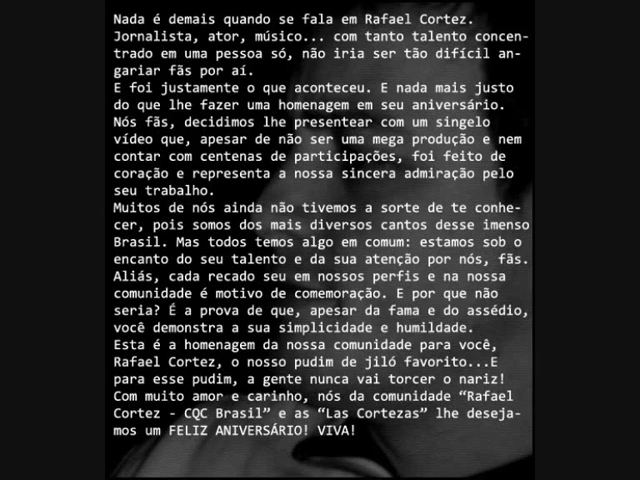 Nada é demais quando se fala em Rafael Cortez.
Jornalista, ator, músico... com tanto talento concen-
trado em uma pessoa só, não iria ser tão difícil an-
gariar fãs por aí.
E foi justamente o que aconteceu. E nada mais justo
do que lhe fazer uma homenagem em seu aniversário.
Nós fãs, decidimos lhe presentear com um singelo
vídeo que, apesar de não ser uma mega produção e nem
contar com centenas de participações, foi feito de
coração e representa a nossa sincera admiração pelo
seu trabalho.
Muitos de nós ainda não tivemos a sorte de te conhe-
cer, pois somos dos mais diversos cantos desse imenso
Brasil. Mas todos temos algo em comum: estamos sob o
encanto do seu talento e da sua atenção por nós, fãs.
Aliás, cada recado seu em nossos perfis e na nossa
comunidade é motivo de comemoração. E por que não
seria? É a prova de que, apesar da fama e do assédio,
você demonstra a sua simplicidade e humildade.
Esta é a homenagem da nossa comunidade para você,
Rafael Cortez, o nosso pudim de jiló favorito...E
para esse pudim, a gente nunca vai torcer o nariz!
Com muito amor e carinho, nós da comunidade “Rafael
Cortez - CQC Brasil” e as “Las Cortezas” lhe deseja-
mos um FELIZ ANIVERSÁRIO! VIVA!